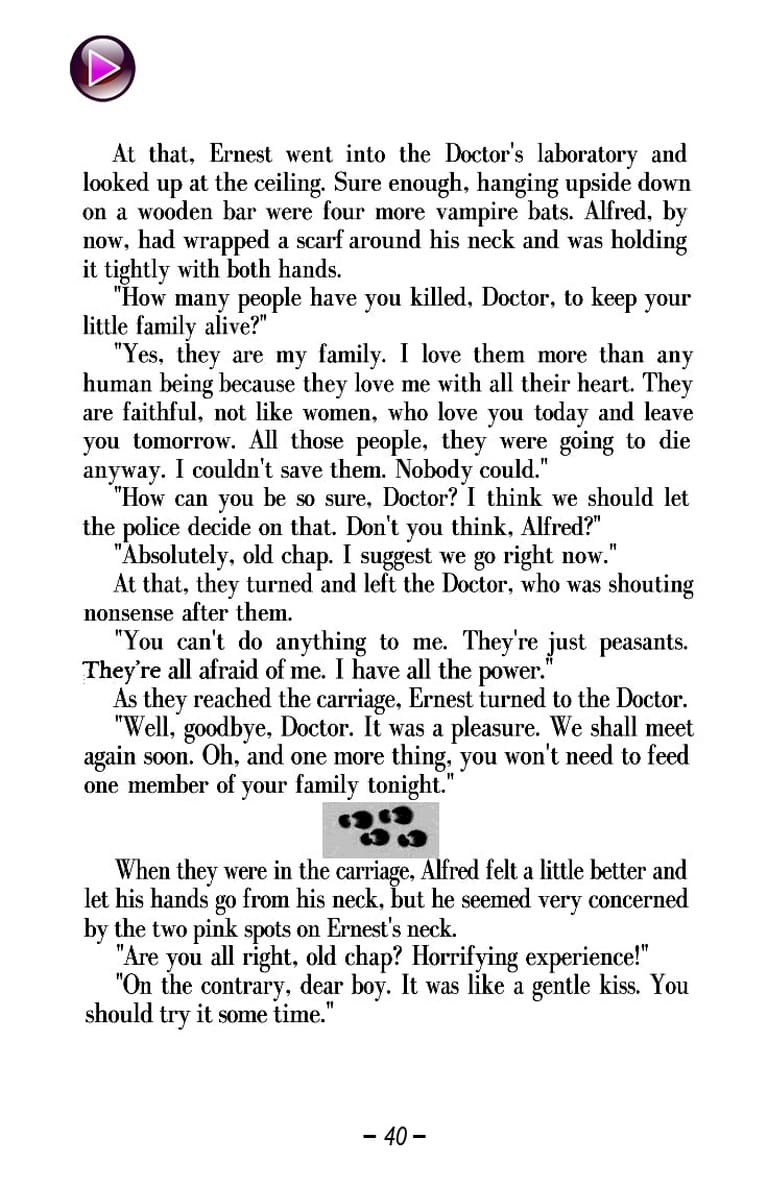 At that, Ernest went into the Doctor's laboratory and
looked up at the ceiling. Sure enough, hanging upside down
on a wooden bar were four more vampire bats. Alfred, by
now, had wrapped a scarf around his neck and was holding
it tightly with both hands.
"How many people have you killed, Doctor, to keep your
little family alive?"
"Yes, they are my family. I love them more than any
human being because they love me with all their heart. They
are faithful, not like women, who love you today and leave
you tomorrow. All those people, they were going to die
anyway. I couldn't save them. Nobody could."
"How can you be so sure, Doctor? I think we should let
the police decide on that. Don't you think, Alfred?"
"Absolutely, old chap. I suggest we go right now."
At that, they turned and left the Doctor, who was shouting
nonsense after them.
"You can't do anything to me. They're just peasants.
They're all afraid of me. I have all the power."
As they reached the carriage, Ernest turned to the Doctor.
"Well, goodbye, Doctor. It was a pleasure. We shall meet
again soon. Oh, and one more thing, you won't need to feed
one member of your family tonight."
When they were in the carriage, Alfred felt a little better and
let his hands go from his neck, but he seemed very concerned
by the two pink spots on Ernest's neck.
"Are you all right, old chap? Horrifying experience!"
"On the contrary, dear boy. It was like a gentle kiss. You
should try it some time."
– 40 –